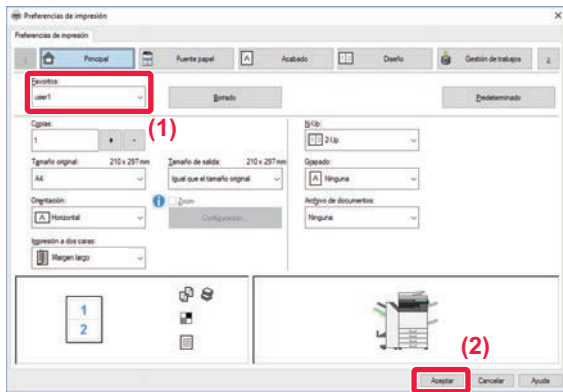 Preferencias de impresión
Preferencias de impresión
Principal Fuente papel Acabado Diseño Gestión de trabajos
Favoritos:
user1 Borrado Predeterminado
(1)
Copias: N-Up:
1 + - 2-Up
Tamaño original: 210 x 297 mm Tamaño de salida: 210 x 297 mm Grapado:
A4 Igual que el tamaño original Ninguna
Orientación: Zoom Archivo de documentos:
Horizontal Configuración... Ninguna
Impresión a dos caras:
Margen largo
1
2
(2)
Aceptar Cancelar Ayuda